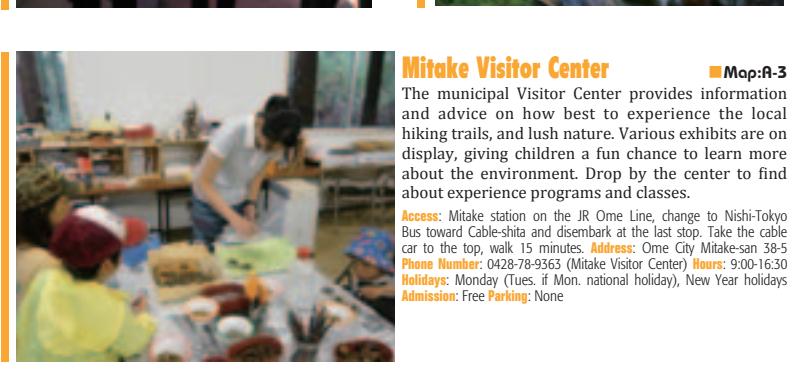 Mitake Visitor Center ■Map:A-3
The municipal Visitor Center provides information
and advice on how best to experience the local
hiking trails, and lush nature. Various exhibits are on
display, giving children a fun chance to learn more
about the environment. Drop by the center to find
about experience programs and classes.
Access: Mitake station on the JR Ome Line, change to Nishi-Tokyo
Bus toward Cable-shita and disembark at the last stop. Take the cable
car to the top, walk 15 minutes. Address: Ome City Mitake-san 38-5
Phone Number: 0428-78-9363 (Mitake Visitor Center) Hours: 9:00-16:30
Holidays: Monday (Tues. if Mon. national holiday), New Year holidays
Admission: Free Parking: None